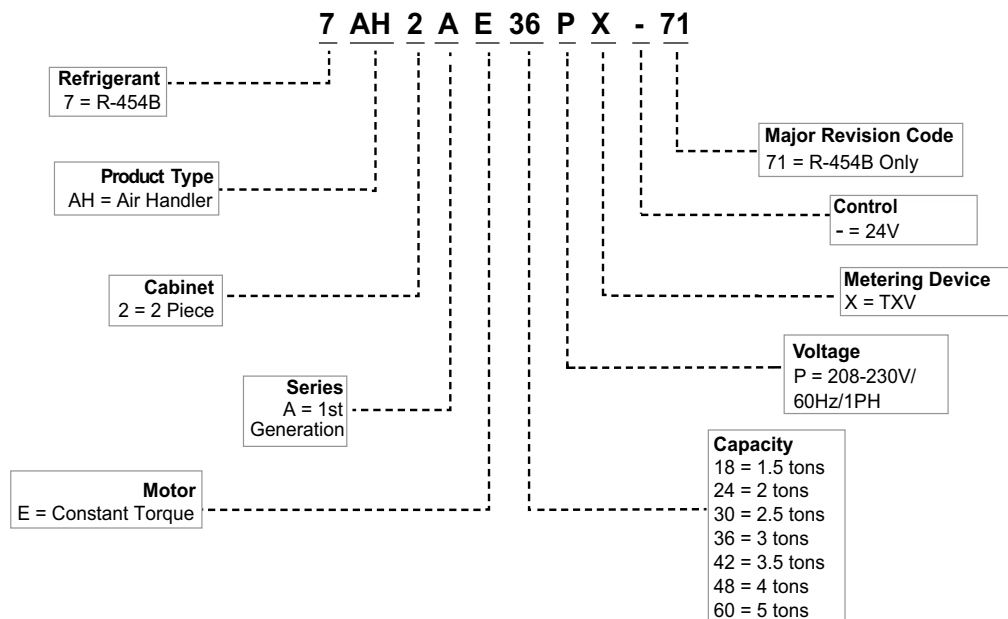 7 AH 2 A E 36 P X - 71
Refrigerant
7 = R-454B
Product Type
AH = Air Handler
Cabinet
2 = 2 Piece
Series
A = 1st
Generation
Motor
E = Constant Torque
Major Revision Code
71 = R-454B Only
Control
- = 24V
Metering Device
X = TXV
Voltage
P = 208-230V/
60Hz/1PH
Capacity
18 = 1.5 tons
24 = 2 tons
30 = 2.5 tons
36 = 3 tons
42 = 3.5 tons
48 = 4 tons
60 = 5 tons